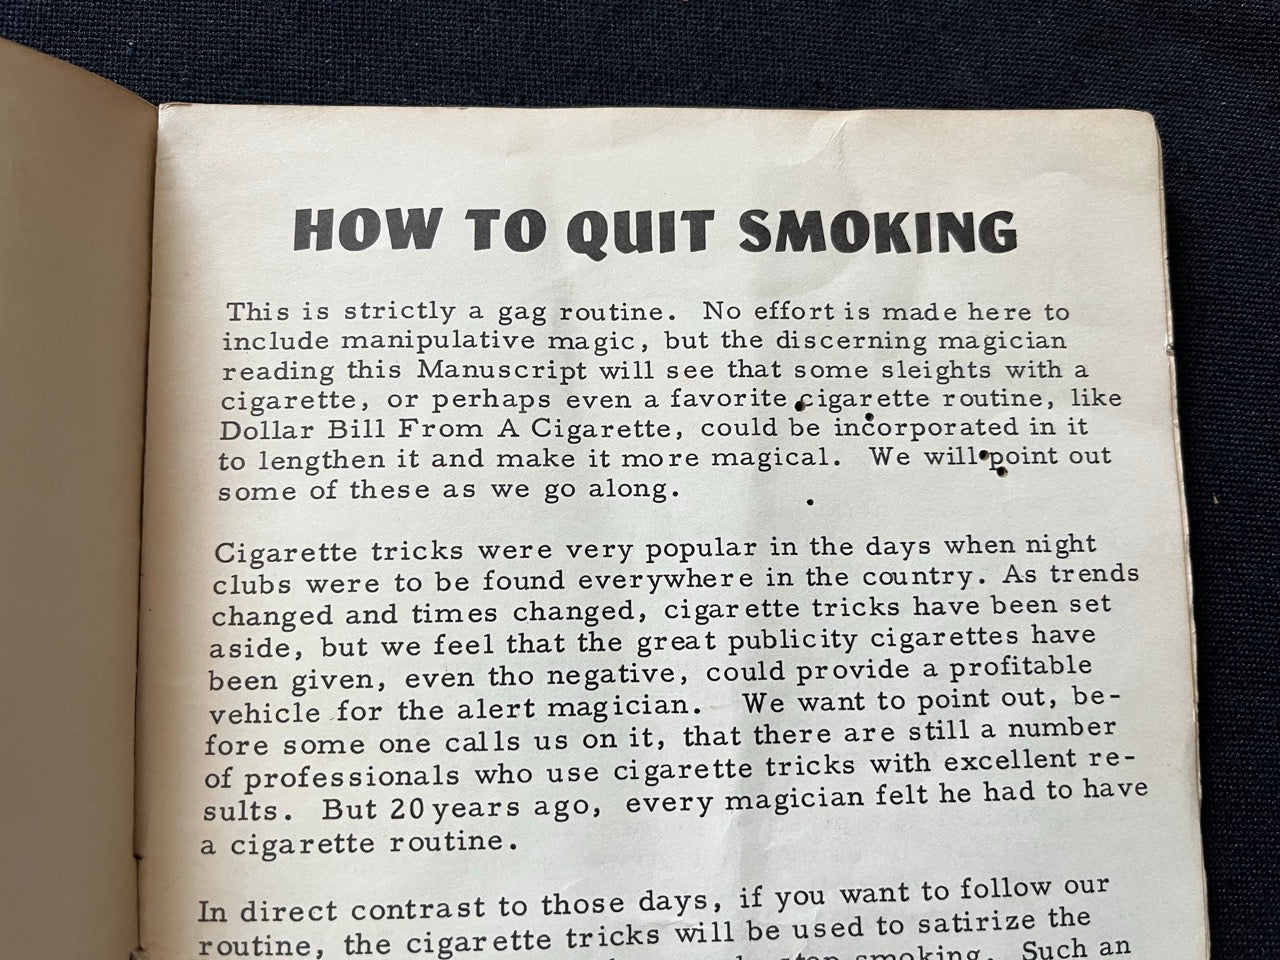 HOW TO QUIT SMOKING
This is strictly a gag routine. No effort is made here to
include manipulative magic, but the discerning magician
reading this Manuscript will see that some sleights with a
cigarette, or perhaps even a favorite cigarette routine, like
Dollar Bill From A Cigarette, could be incorporated in it
to lengthen it and make it more magical. We will point out
some of these as we go along.
Cigarette tricks were very popular in the days when night
clubs were to be found everywhere in the country. As trends
changed and times changed, cigarette tricks have been set
aside, but we feel that the great publicity cigarettes have
been given, even tho negative, could provide a profitable
vehicle for the alert magician. We want to point out, be-
fore some one calls us on it, that there are still a number
of professionals who use cigarette tricks with excellent re-
sults. But 20 years ago, every magician felt he had to have
a cigarette routine.
In direct contrast to those days, if you want to follow our
routine, the cigarette tricks will be used to satirize the
stop smoking. Such an